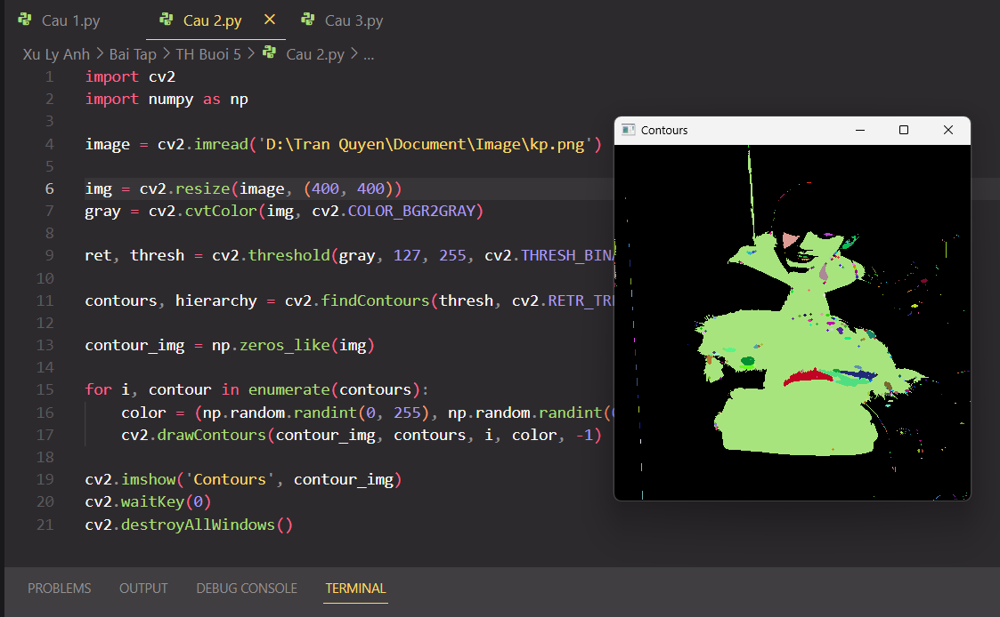 Cau 1.py Cau 2.py Cau 3.py
Xu Ly Anh > Bai Tap > TH Buoi 5 > Cau 2.py > ...
1 import cv2
2 import numpy as np
3
4 image = cv2.imread('D:\Tran Quyen\Document\Image\kp.png')
5
6 img = cv2.resize(image, (400, 400))
7 gray = cv2.cvtColor(img, cv2.COLOR_BGR2GRAY)
8
9 ret, thresh = cv2.threshold(gray, 127, 255, cv2.THRESH_BINA
10
11 contours, hierarchy = cv2.findContours(thresh, cv2.RETR_TRE
12
13 contour_img = np.zeros_like(img)
14
15 for i, contour in enumerate(contours):
16 color = (np.random.randint(0, 255), np.random.randint(0
17 cv2.drawContours(contour_img, contours, i, color, -1)
18
19 cv2.imshow('Contours', contour_img)
20 cv2.waitKey(0)
21 cv2.destroyAllWindows()
Contours
PROBLEMS OUTPUT DEBUG CONSOLE TERMINAL